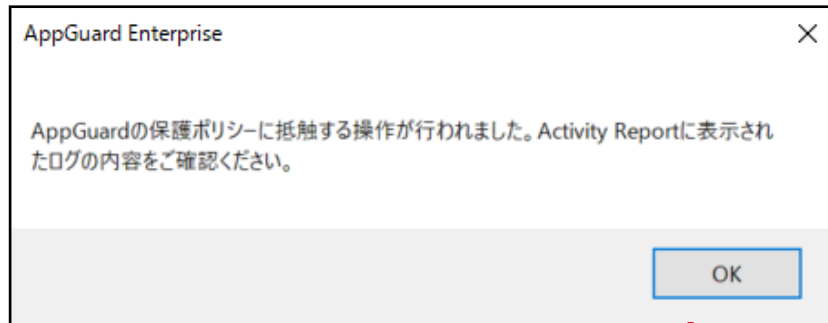 AppGuard Enterprise
AppGuardの保護ポリシーに抵触する操作が行われました。Activity Reportに表示され
たログの内容をご確認ください。
OK